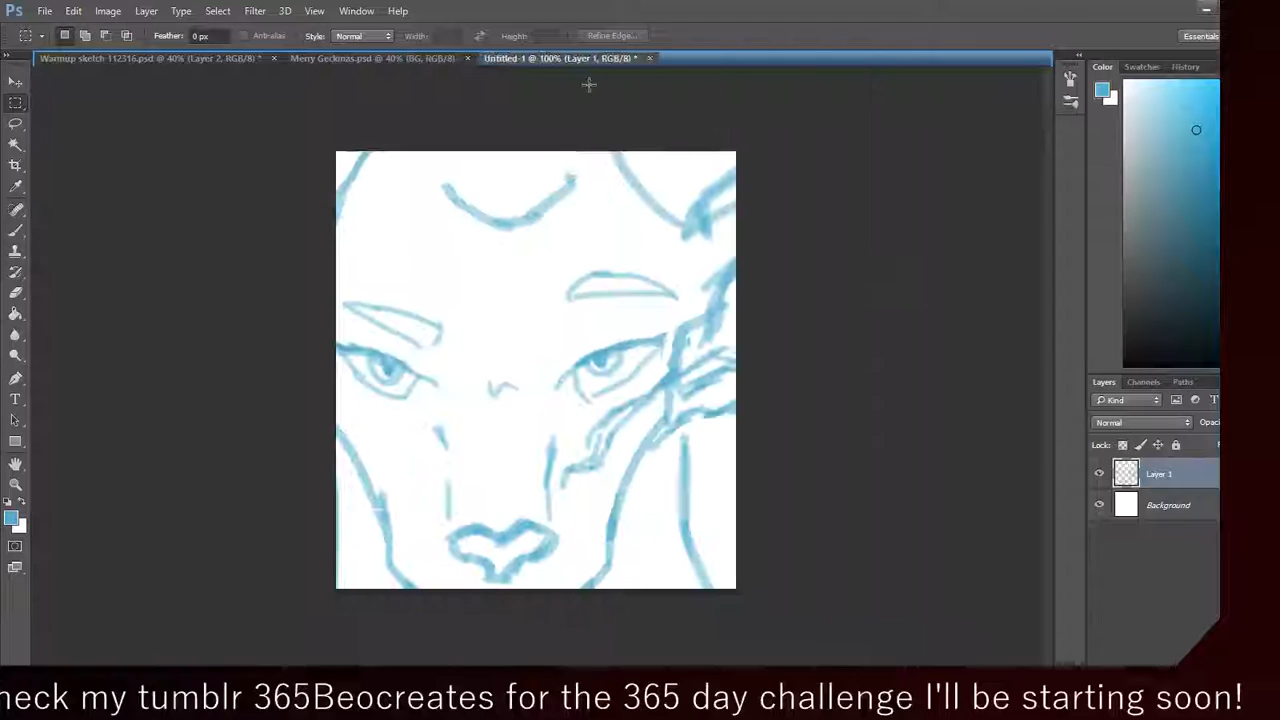 Ps File Edit Image Layer Type Select Filter 3D View Window Help
Feather: 0 px Anti-alias Style: Normal Width: Height: Refine Edge... Essentials
Warmup sketch 112316.psd @ 40% (Layer 2, RGB/8) * × Merry Geckmas.psd @ 40% (BG, RGB/8) × Untitled-1 @ 100% (Layer 1, RGB/8) * ×
Color Swatches History
Layers Channels Paths
Kind T
Normal Opac
Lock:
Layer 1
Background
T
heck my tumblr 365Beocreates for the 365 day challenge I'll be starting soon!